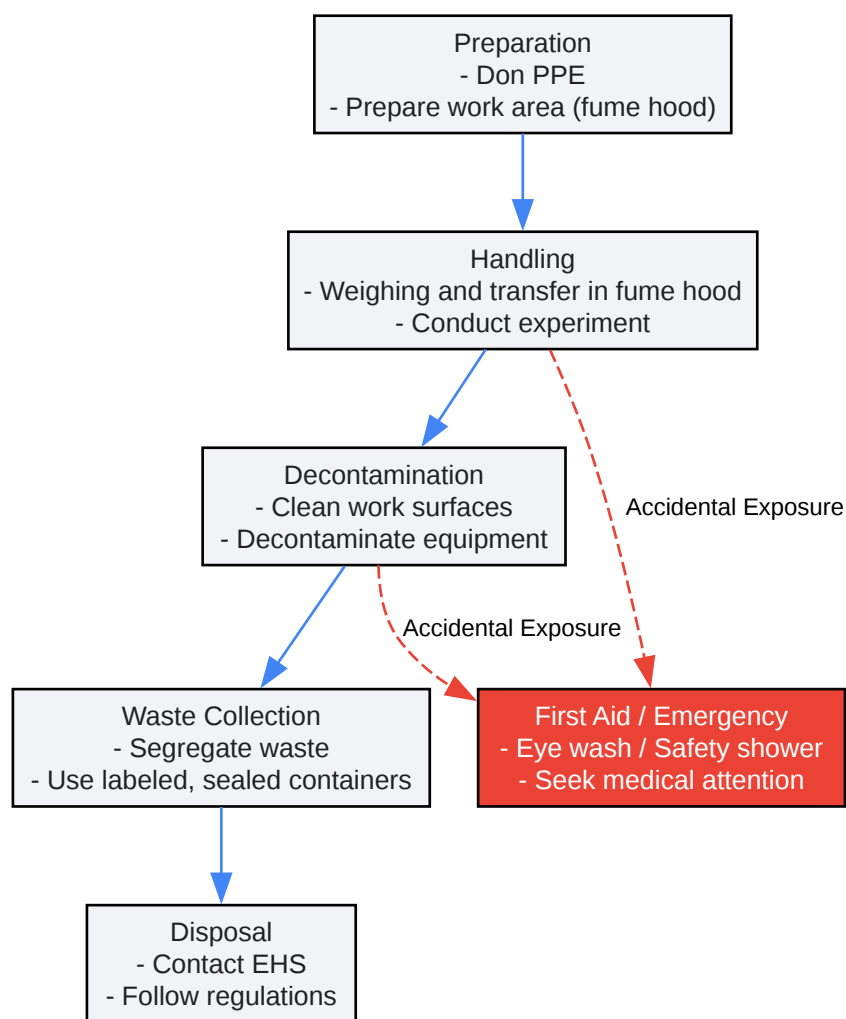 Preparation
- Don PPE
- Prepare work area (fume hood)
Handling
- Weighing and transfer in fume hood
- Conduct experiment
Decontamination
- Clean work surfaces
- Decontaminate equipment
Accidental Exposure
Accidental Exposure
Waste Collection
- Segregate waste
- Use labeled, sealed containers
First Aid / Emergency
- Eye wash / Safety shower
- Seek medical attention
Disposal
- Contact EHS
- Follow regulations